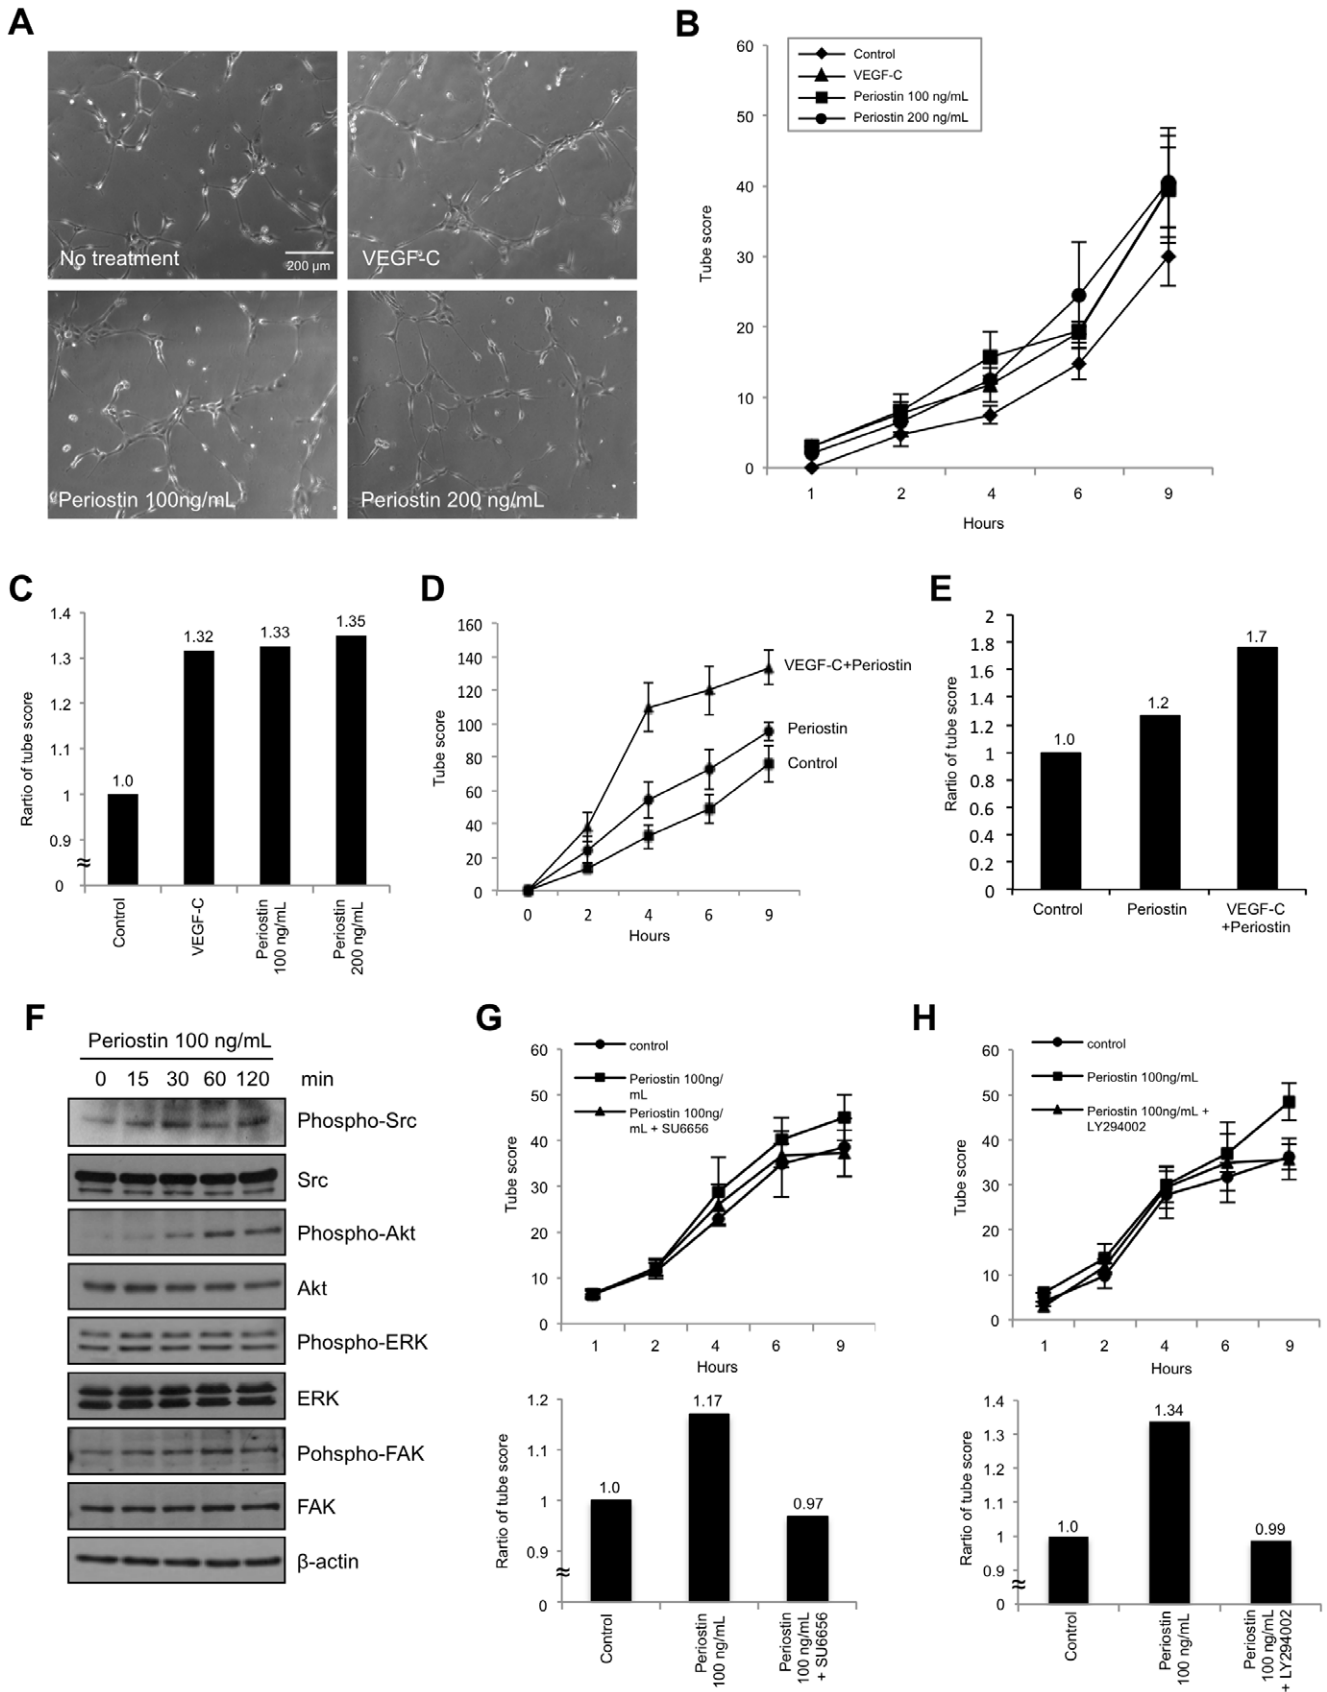 A
No treatment
200 µm
VEGF-C
Periostin 100ng/mL
Periostin 200 ng/mL
B
60
50
40
30
20
10
0
Tube score
Control
VEGF-C
Periostin 100 ng/mL
Periostin 200 ng/mL
1 2 4 6 9
Hours
C
1.4
1.3
1.2
1.1
1
0.9
≈
0
Rartio of tube score
1.0
1.32
1.33
1.35
Control
VEGF-C
Periostin
100 ng/mL
Periostin
200 ng/mL
D
160
140
120
100
80
60
40
20
0
Tube score
VEGF-C+Periostin
Periostin
Control
0 2 4 6 9
Hours
E
2
1.8
1.6
1.4
1.2
1
0.8
0.6
0.4
0.2
0
Rartio of tube score
1.0
1.2
1.7
Control
Periostin
VEGF-C
+Periostin
F
Periostin 100 ng/mL
0 15 30 60 120 min
Phospho-Src
Src
Phospho-Akt
Akt
Phospho-ERK
ERK
Pohspho-FAK
FAK
β-actin
G
60
50
40
30
20
10
0
Tube score
control
Periostin 100ng/
mL
Periostin 100ng/
mL + SU6656
1 2 4 6 9
Hours
1.2
1.1
1
0.9
≈
0
Rartio of tube score
1.0
1.17
0.97
Control
Periostin
100 ng/mL
Periostin
100 ng/mL
+ SU6656
H
60
50
40
30
20
10
0
Tube score
control
Periostin 100ng/mL
Periostin 100ng/mL +
LY294002
1 2 4 6 9
Hours
1.4
1.3
1.2
1.1
1
0.9
≈
0
Rartio of tube score
1.0
1.34
0.99
Control
Periostin
100 ng/mL
Periostin
100 ng/mL
+ LY294002